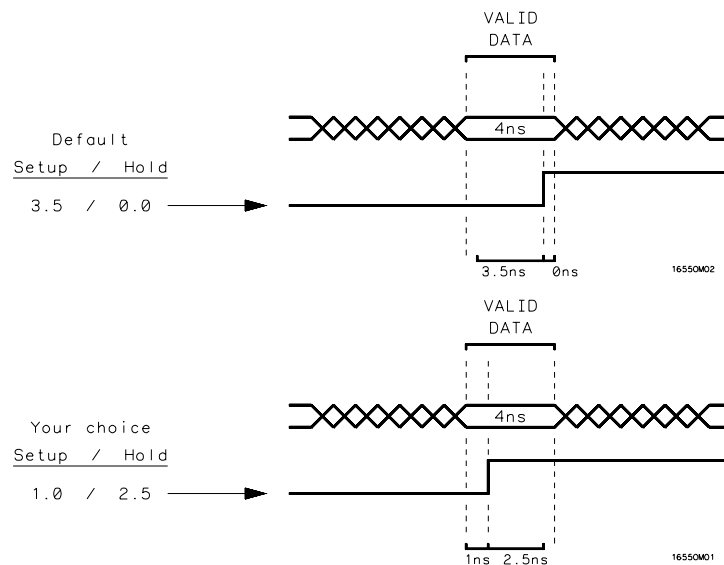 VALID
DATA
4ns
Default
Setup / Hold
3.5 / 0.0
3.5ns 0ns
16550M02
VALID
DATA
4ns
Your choice
Setup / Hold
1.0 / 2.5
1ns 2.5ns
16550M01